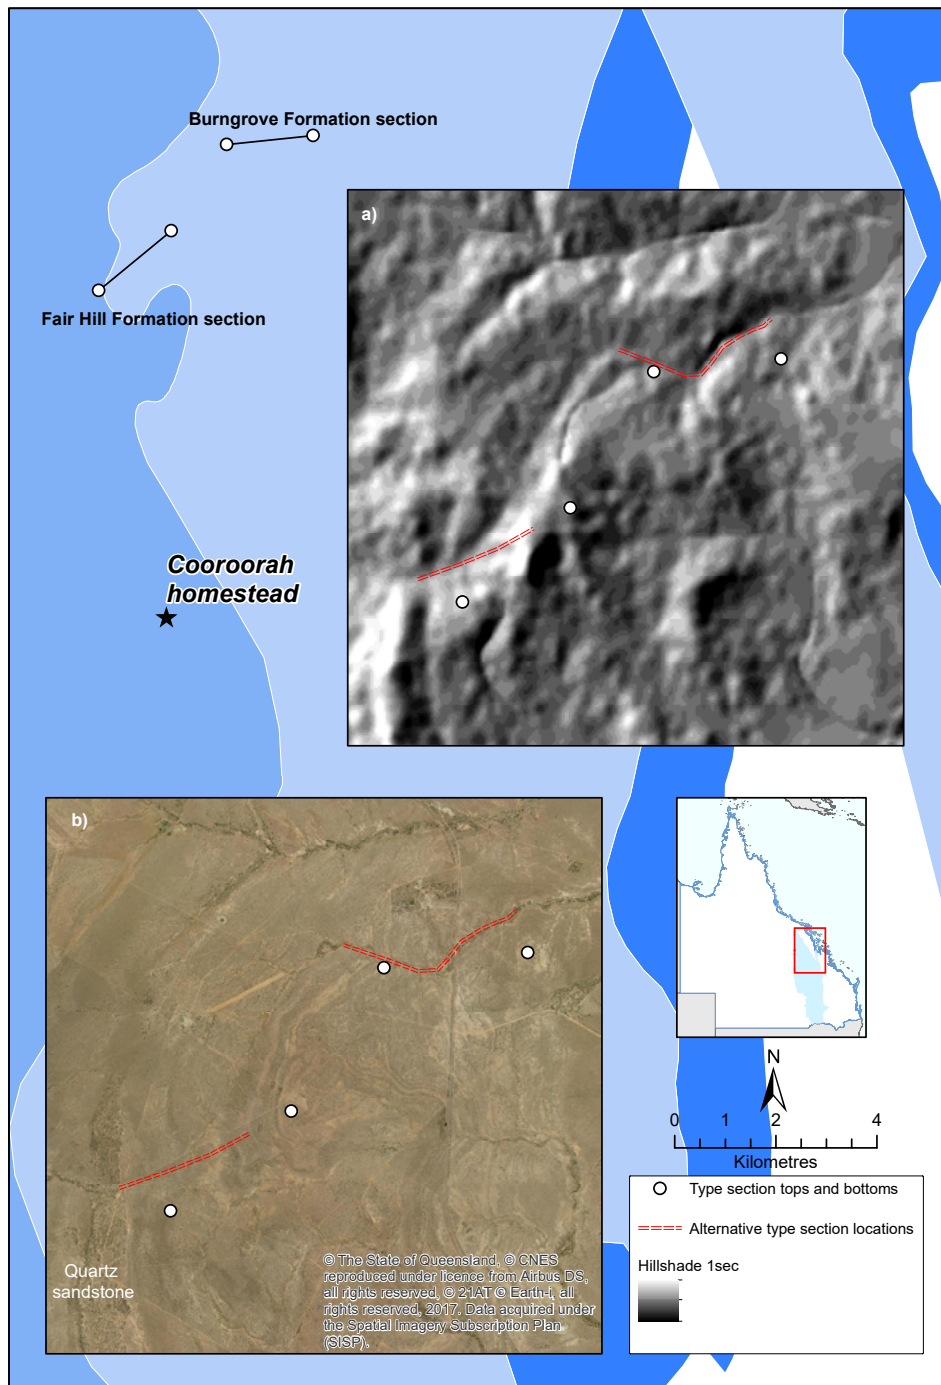 Burngrove Formation section
a)
Fair Hill Formation section
Cooroorah
homestead
b)
Quartz
sandstone
© The State of Queensland, © CNES
reproduced under licence from Airbus DS,
all rights reserved, © 21AT © Earth-i, all
rights reserved, 2017. Data acquired under
the Spatial Imagery Subscription Plan
(SISP).
N
0 1 2 4
Kilometres
Type section tops and bottoms
Alternative type section locations
Hillshade 1sec